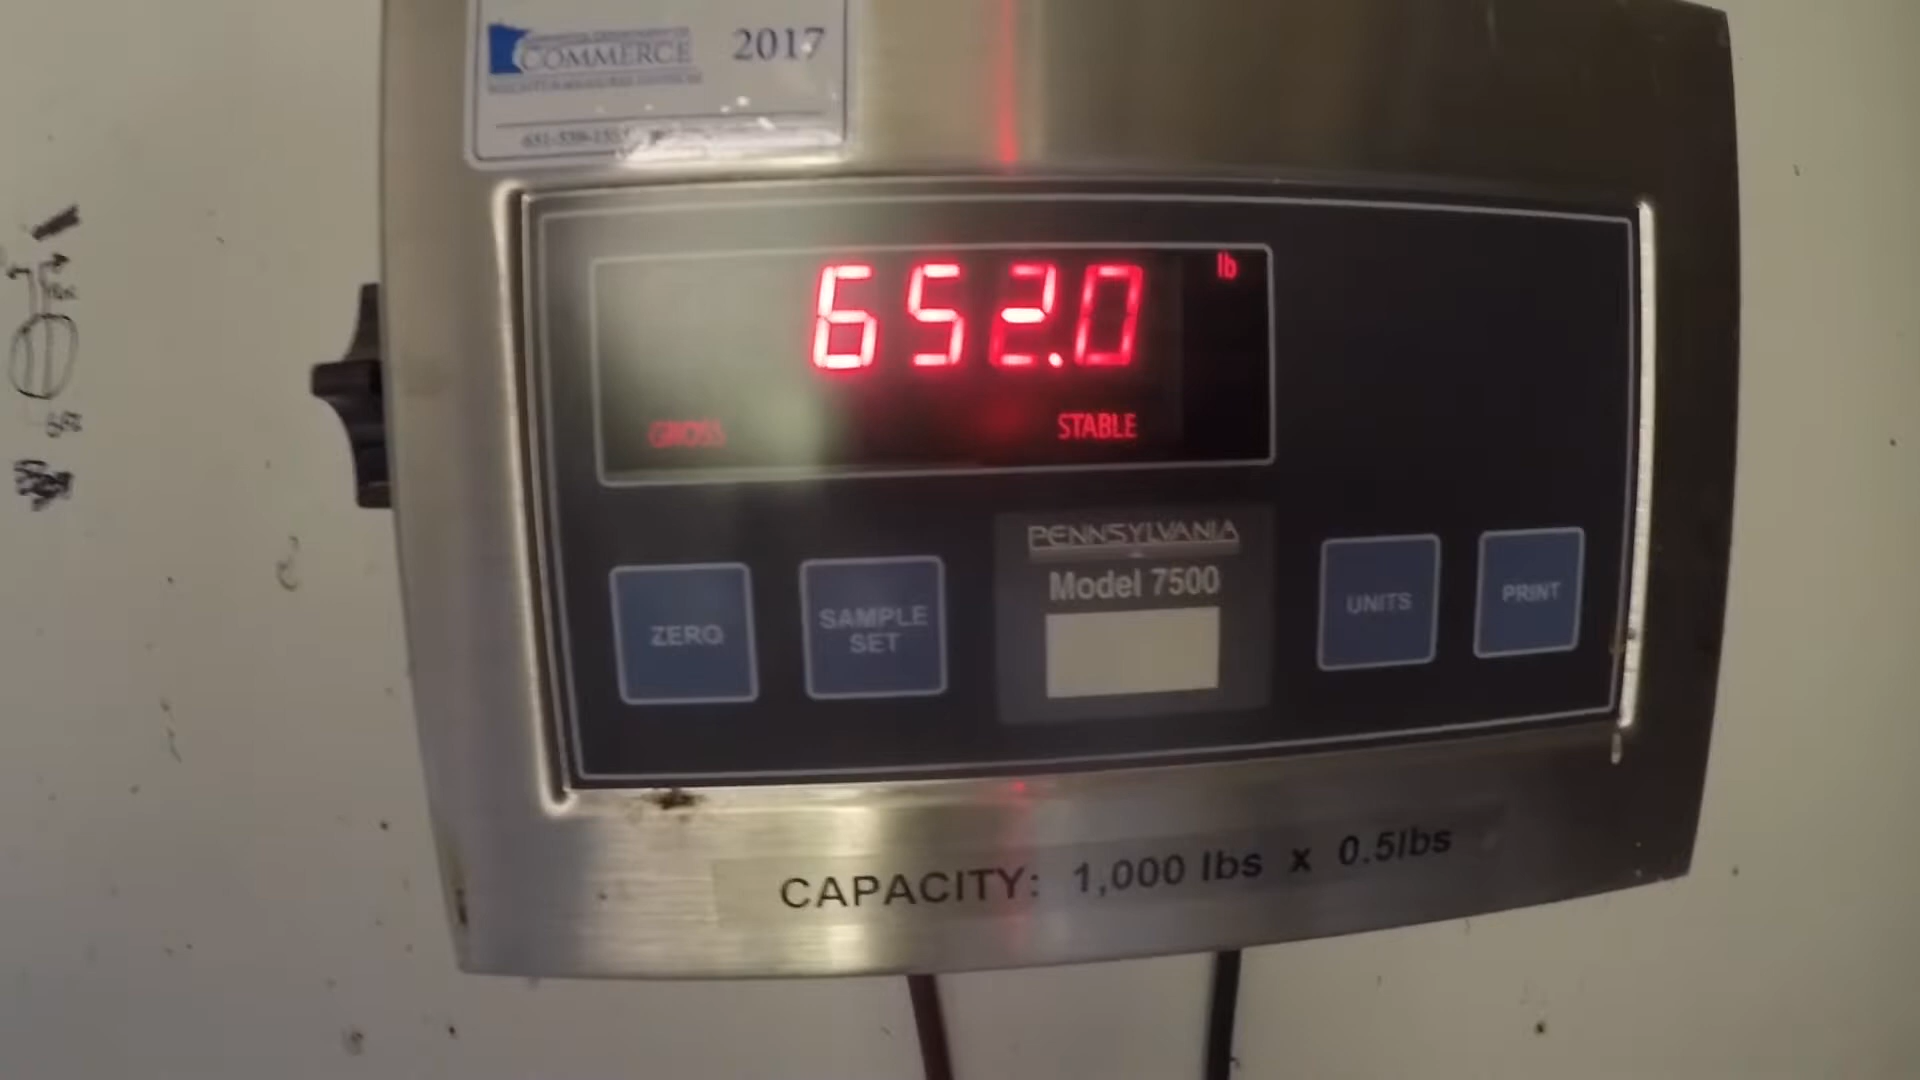 COMMERCE 2017
652.0 lb
GROSS STABLE
PENNSYLVANIA
Model 7500
ZERO
SAMPLE
SET
UNITS
PRINT
CAPACITY: 1,000 lbs x 0.5lbs